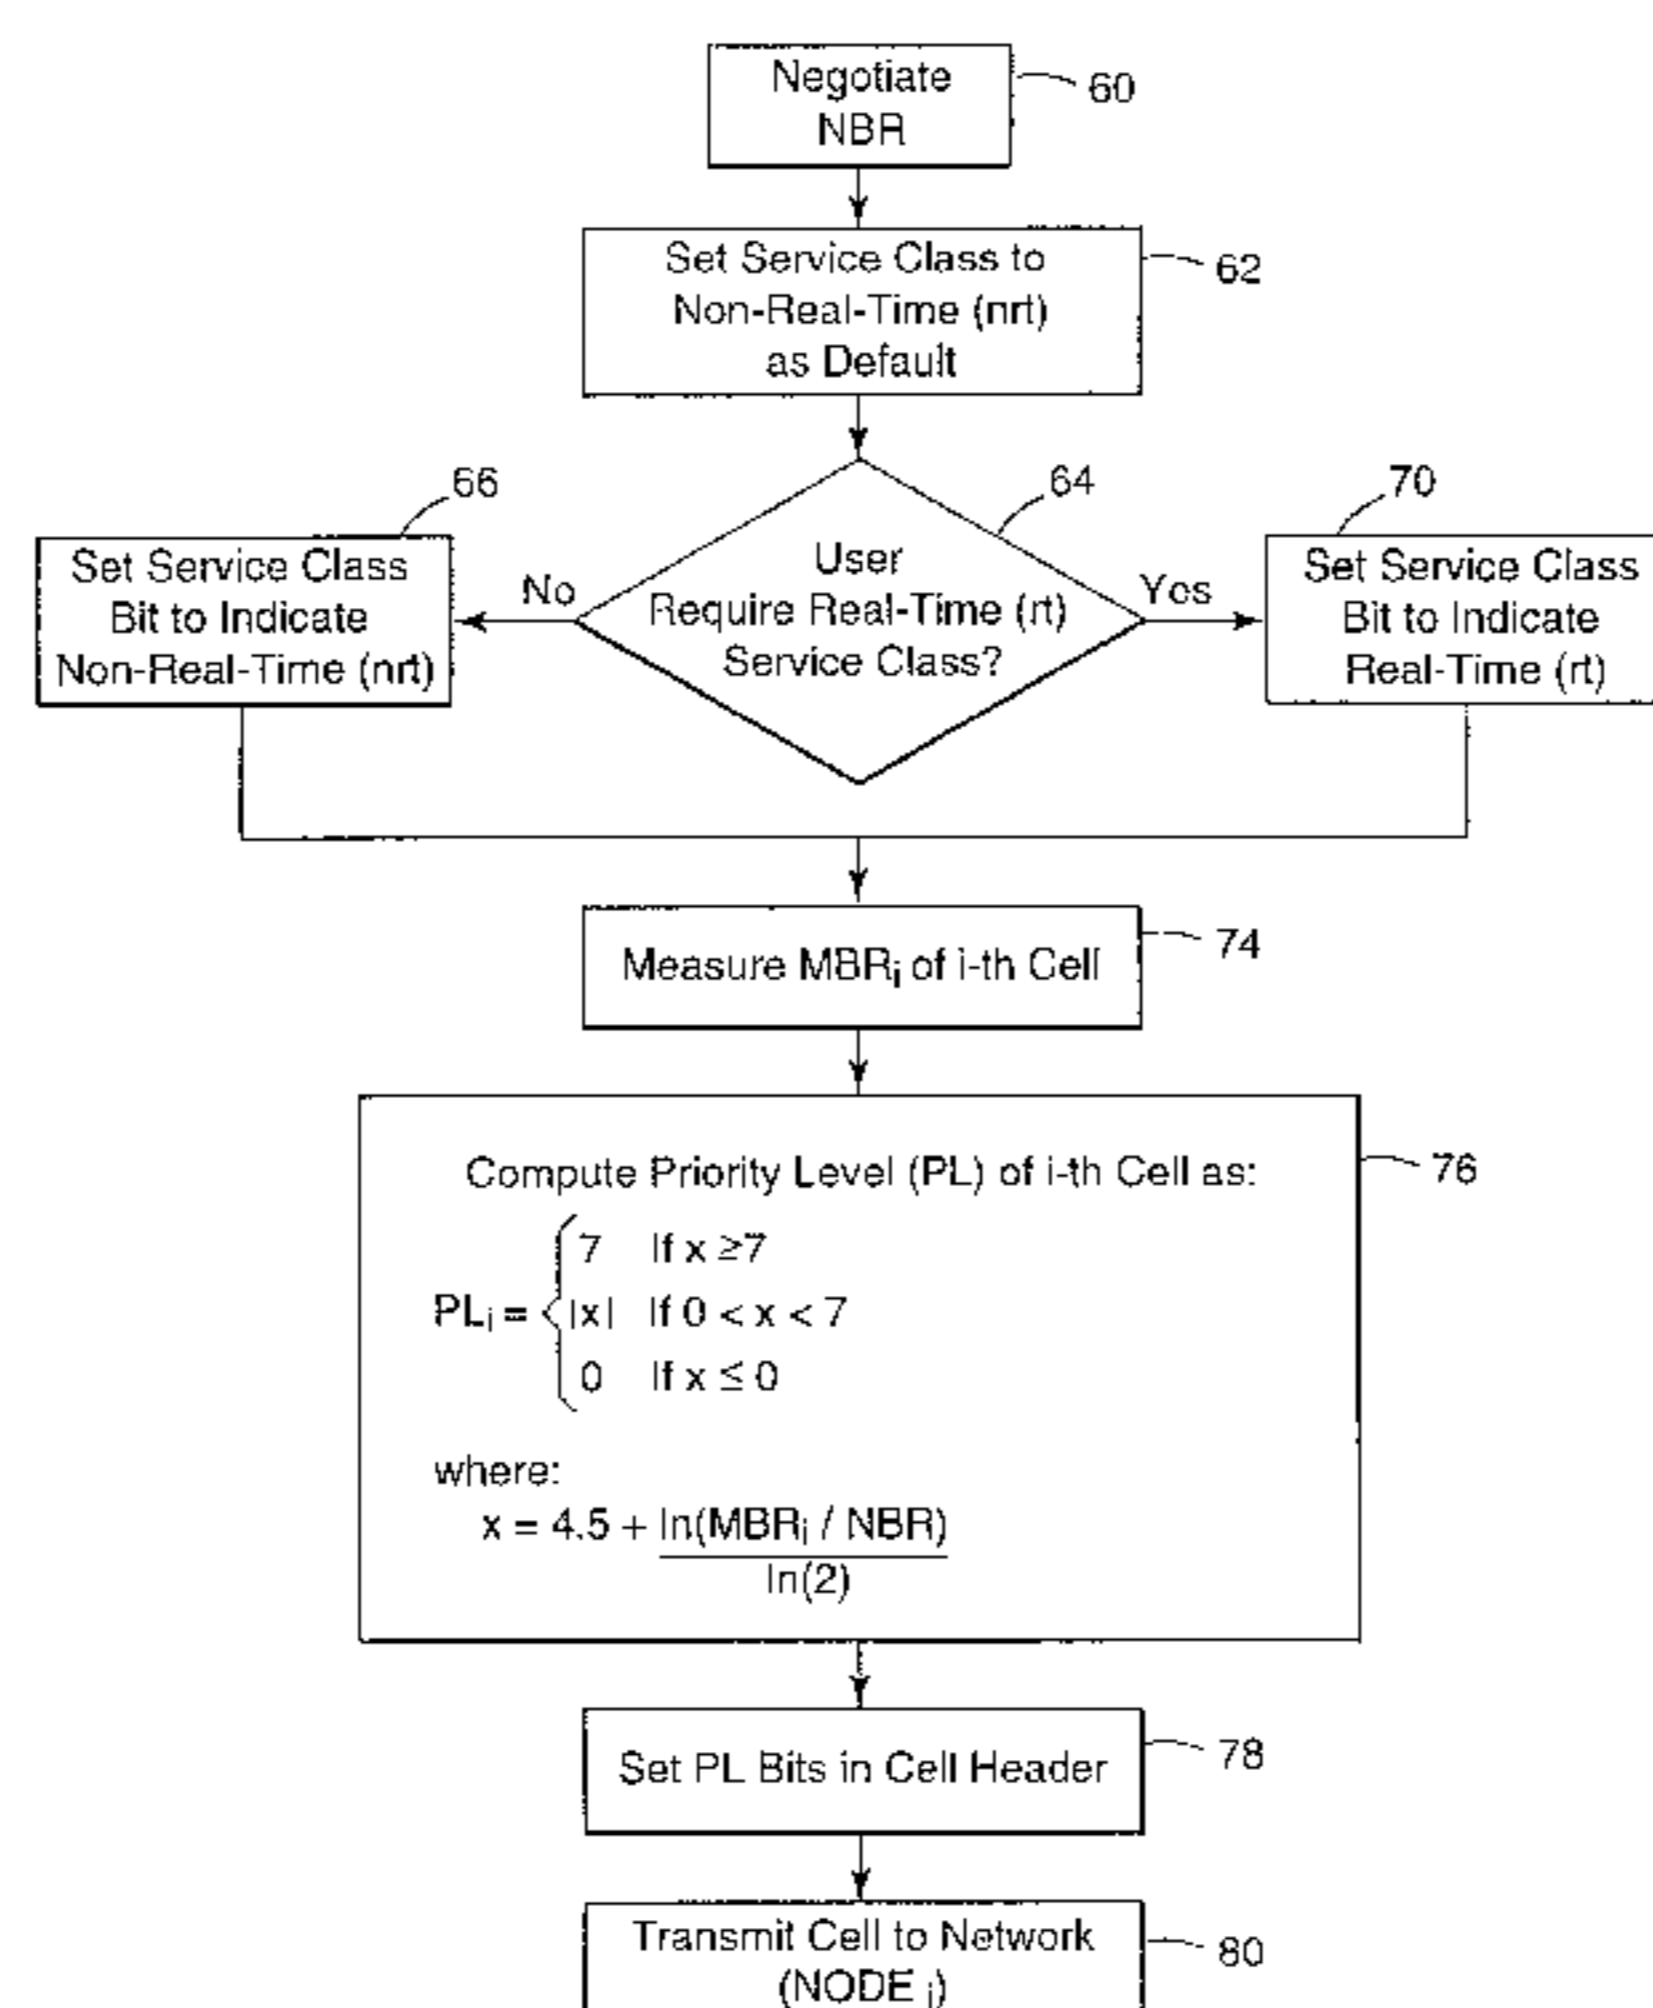 Negotiate
NBR
60
Set Service Class to
Non-Real-Time (nrt)
as Default
62
66
Set Service Class
Bit to Indicate
Non-Real-Time (nrt)
No
64
User
Require Real-Time (rt)
Service Class?
Yes
70
Set Service Class
Bit to Indicate
Real-Time (rt)
Measure MBRi of i-th Cell
74
Compute Priority Level (PL) of i-th Cell as:
76
7 If x ≥7
PLi = |x| If 0 < x < 7
0 If x ≤ 0
where:
x = 4.5 + ln(MBRi / NBR)
ln(2)
Set PL Bits in Cell Header
78
Transmit Cell to Network
(NODE j)
80